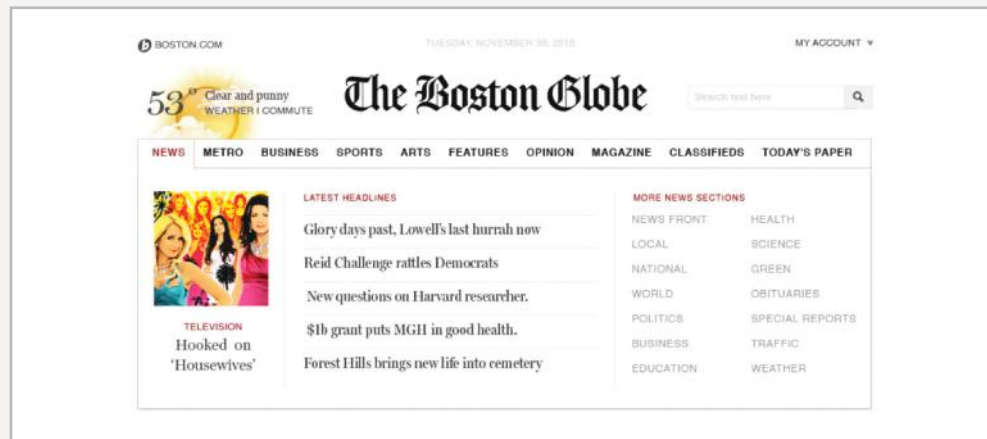 BOSTON.COM
TUESDAY, NOVEMBER 30, 2010
MY ACCOUNT
53°
Clear and punny
WEATHER I COMMUTE
The Boston Globe
Search text here
NEWS METRO BUSINESS SPORTS ARTS FEATURES OPINION MAGAZINE CLASSIFIEDS TODAY'S PAPER
TELEVISION
Hooked on
'Housewives'
LATEST HEADLINES
Glory days past, Lowell's last hurrah now
Reid Challenge rattles Democrats
New questions on Harvard researcher.
$1b grant puts MGH in good health.
Forest Hills brings new life into cemetery
MORE NEWS SECTIONS
NEWS FRONT HEALTH
LOCAL SCIENCE
NATIONAL GREEN
WORLD OBITUARIES
POLITICS SPECIAL REPORTS
BUSINESS TRAFFIC
EDUCATION WEATHER